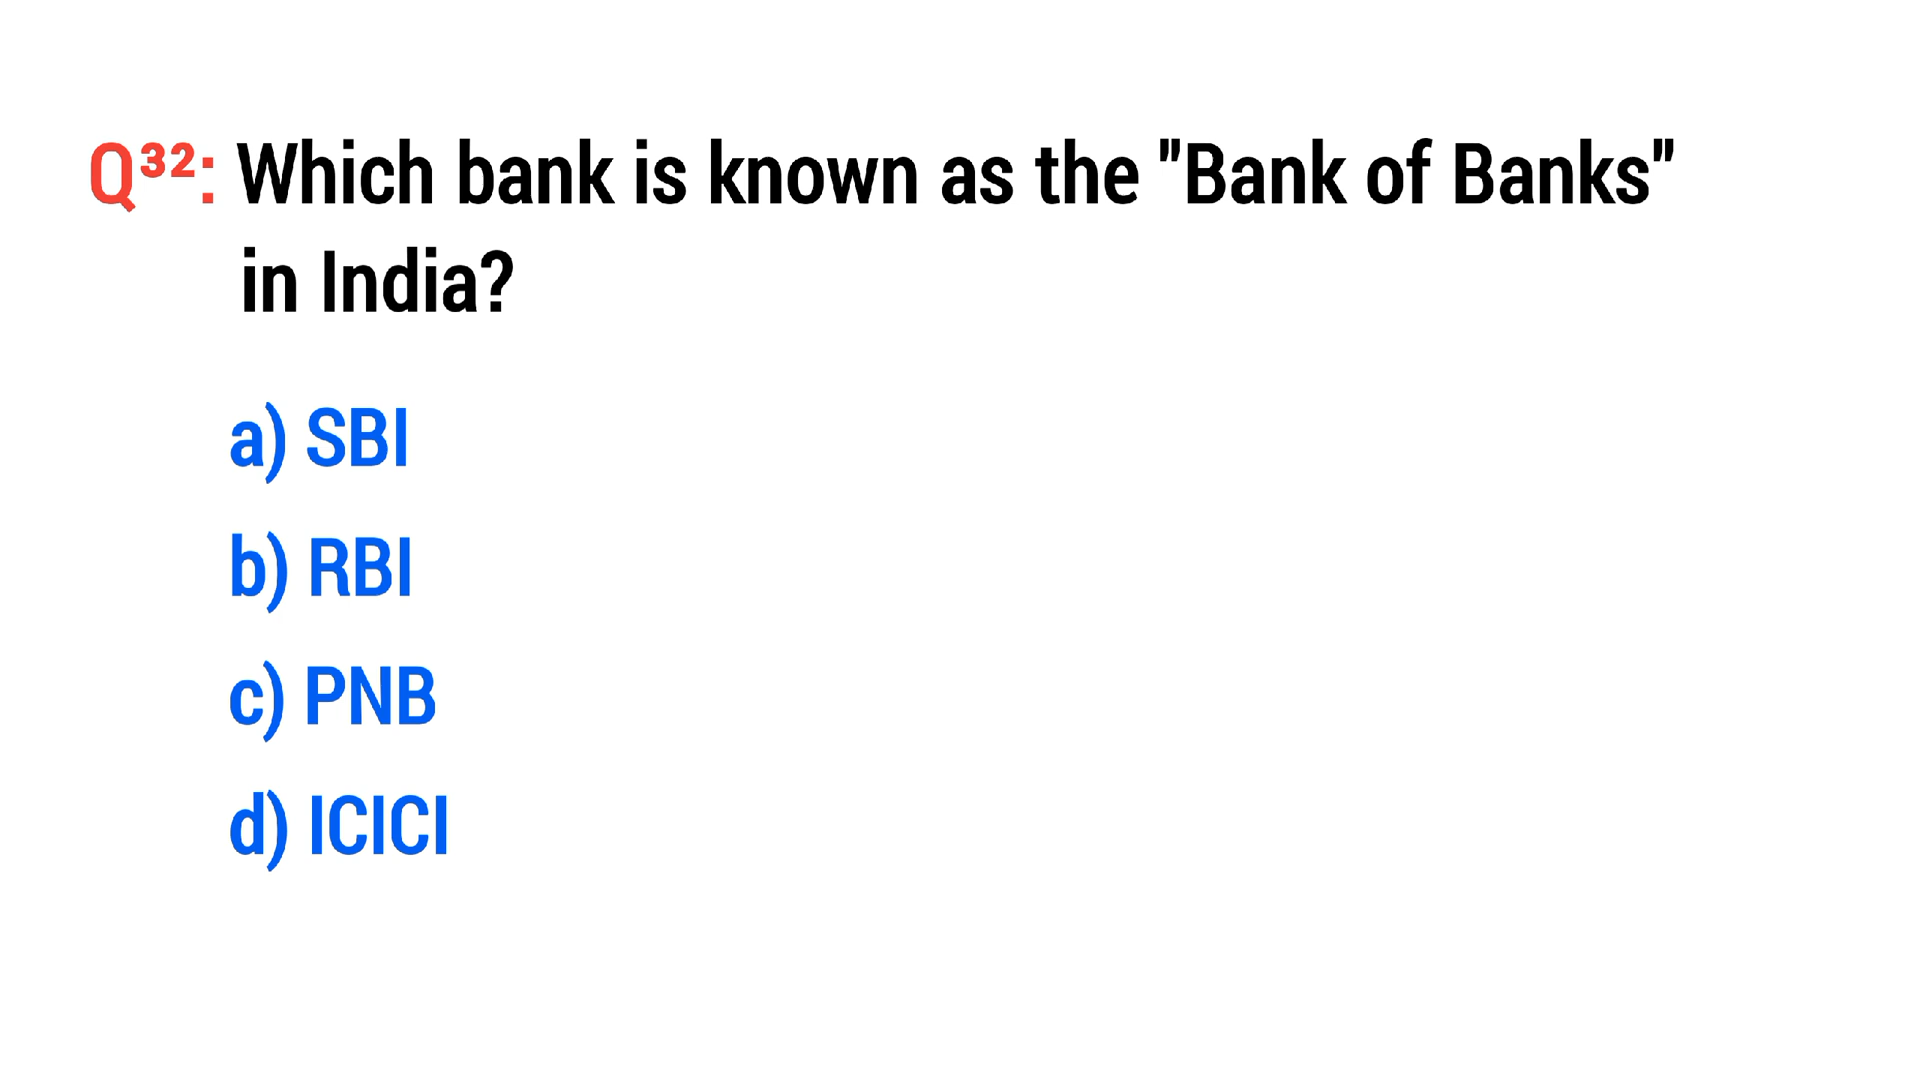 Q³²: Which bank is known as the "Bank of Banks"
in India?
a) SBI
b) RBI
c) PNB
d) ICICI